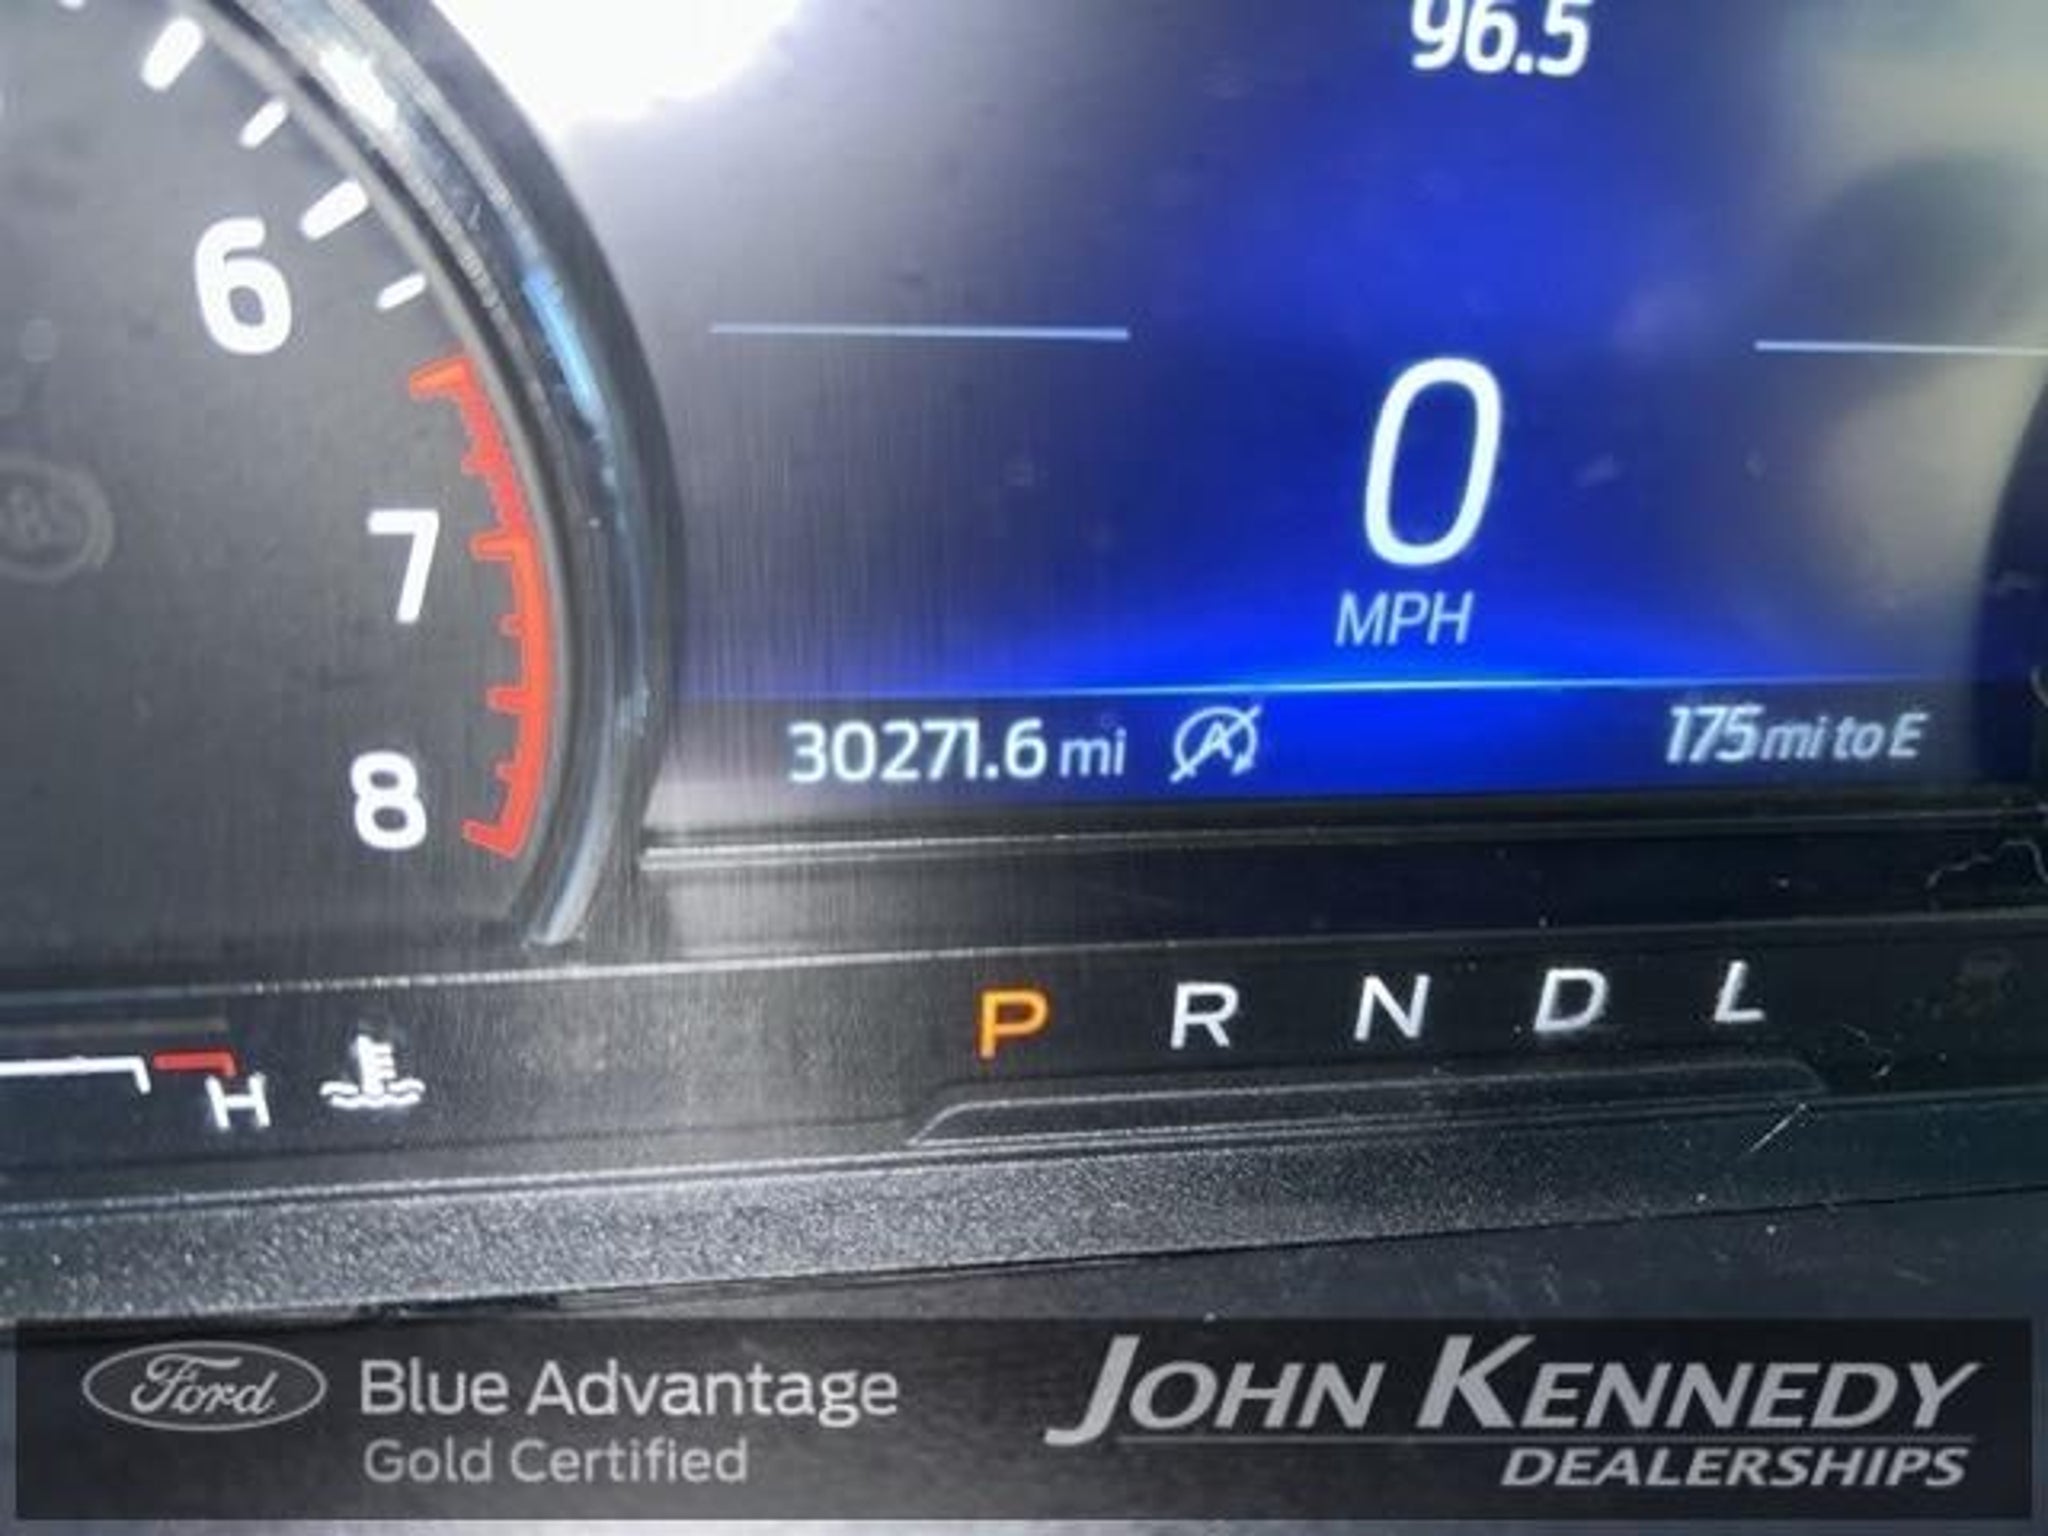 96.5
6
0
7
MPH
30271.6 mi
175 mi to E
8
P R N D L
H
Ford
Blue Advantage
Gold Certified
JOHN KENNEDY
DEALERSHIPS